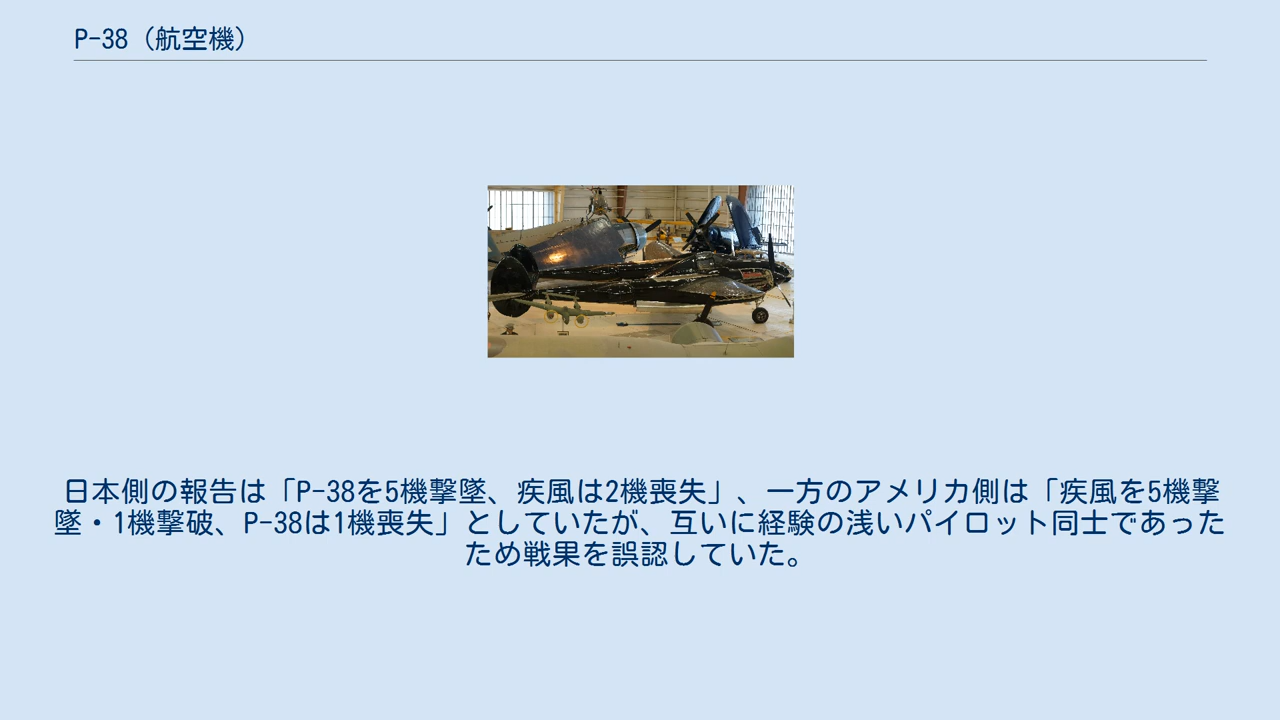 P-38（航空機）
日本側の報告は「P-38を5機撃墜、疾風は2機喪失」、一方のアメリカ側は「疾風を5機撃
墜・1機撃破、P-38は1機喪失」としていたが、互いに経験の浅いパイロット同士であった
ため戦果を誤認していた。